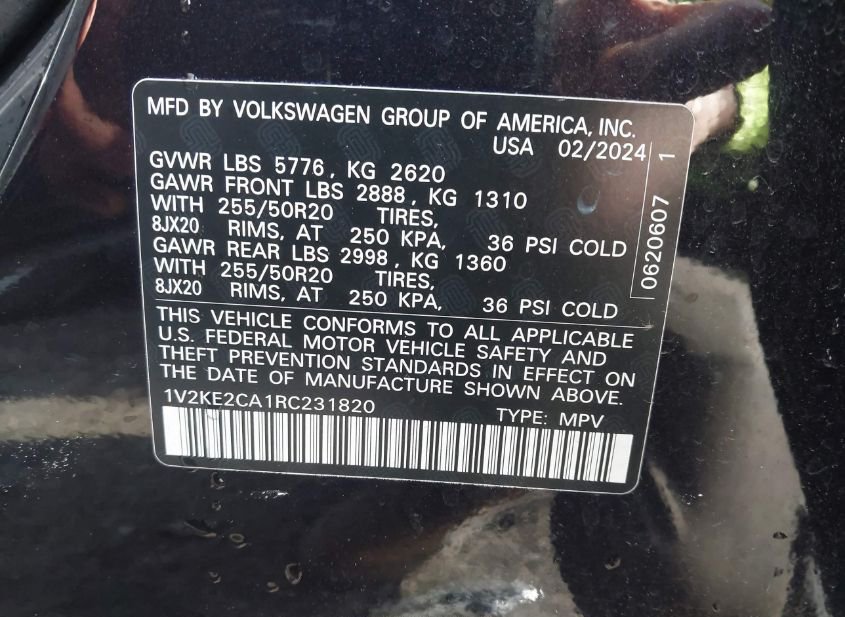 MFD BY VOLKSWAGEN GROUP OF AMERICA, INC.
USA 02/2024
GVWR LBS 5776, KG 2620
GAWR FRONT LBS 2888, KG 1310
WITH 255/50R20 TIRES,
8JX20 RIMS, AT 250 KPA, 36 PSI COLD
GAWR REAR LBS 2998, KG 1360
WITH 255/50R20 TIRES,
8JX20 RIMS, AT 250 KPA, 36 PSI COLD
THIS VEHICLE CONFORMS TO ALL APPLICABLE
U.S. FEDERAL MOTOR VEHICLE SAFETY AND
THEFT PREVENTION STANDARDS IN EFFECT ON
THE DATE OF MANUFACTURE SHOWN ABOVE.
1V2KE2CA1RC231820 TYPE: MPV
0620607 1